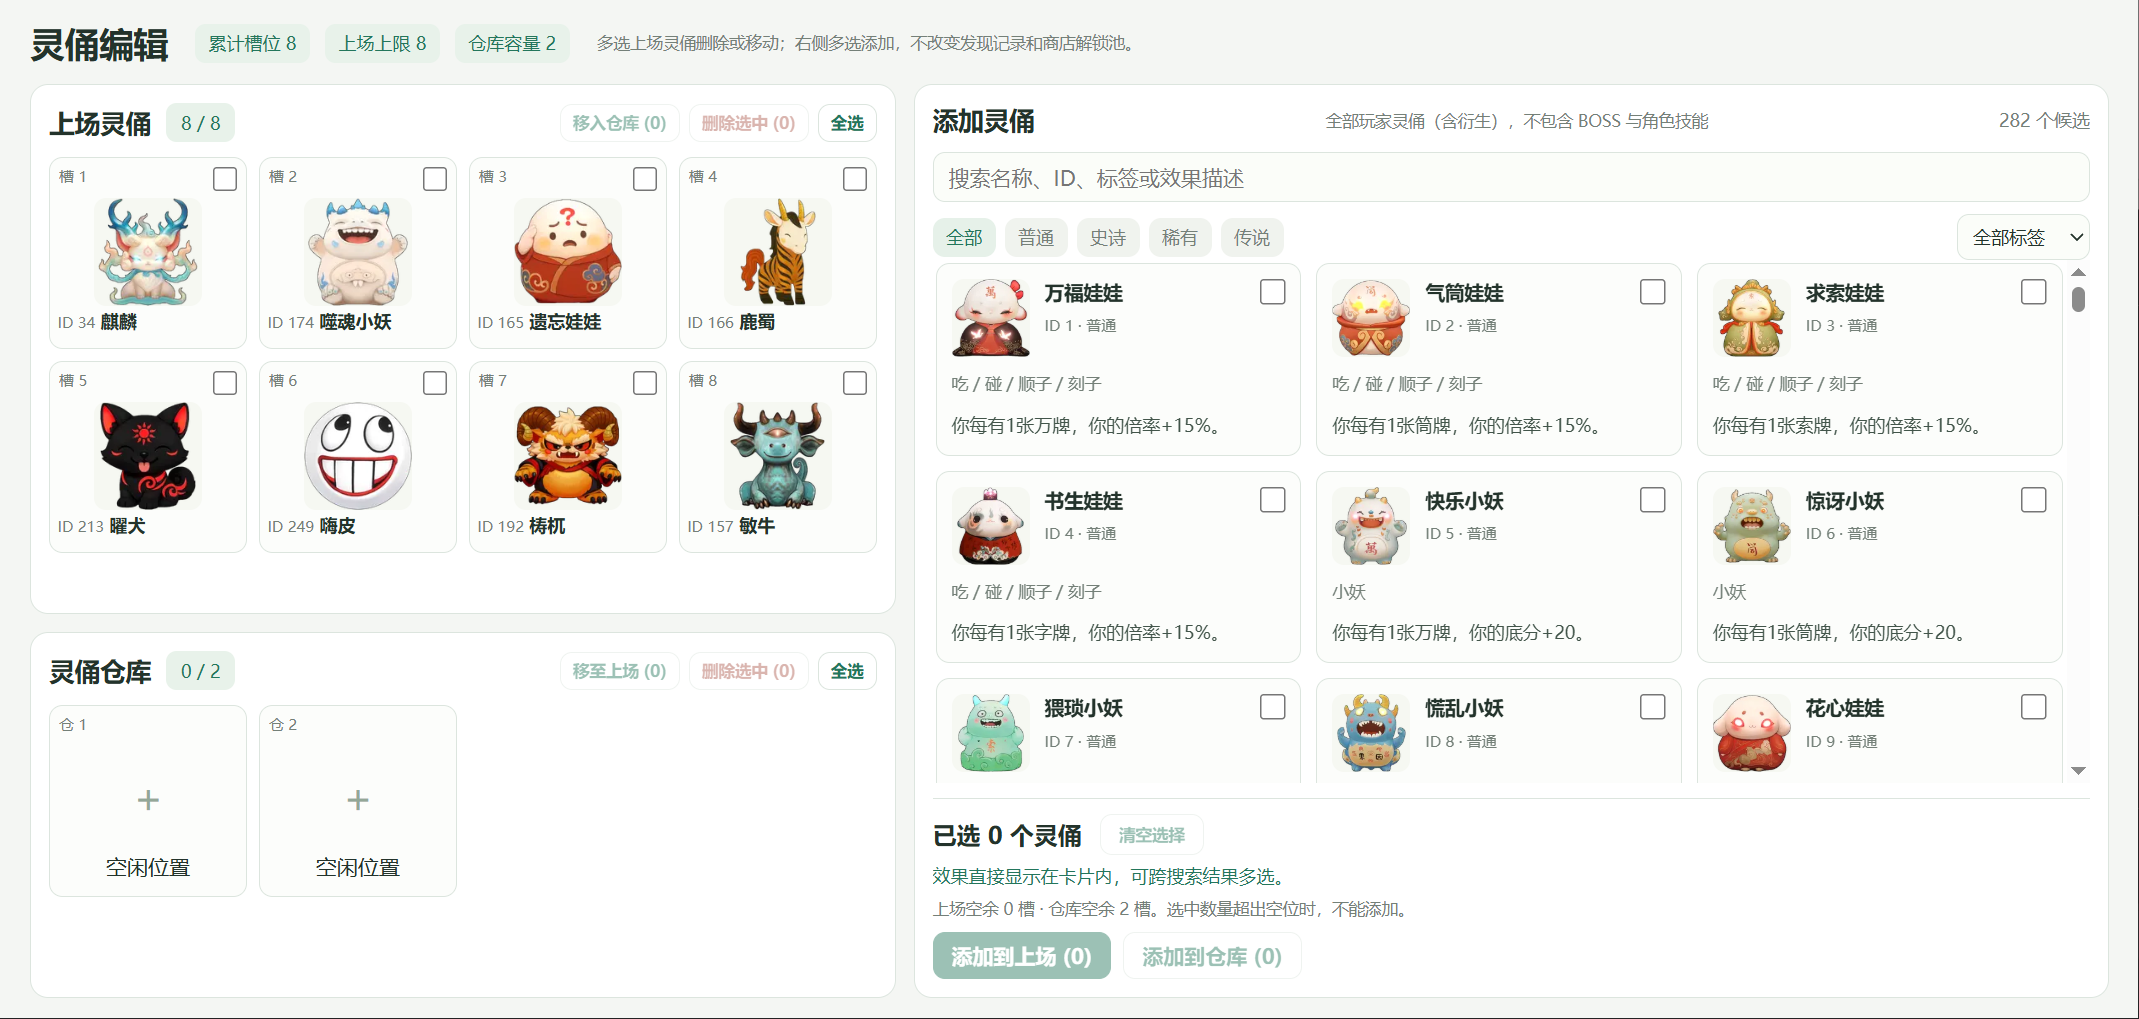 灵俑编辑 累计槽位 8 上场上限 8 仓库容量 2 多选上场灵俑删除或移动；右侧多选添加，不改变发现记录和商店解锁池。
上场灵俑 8 / 8 移入仓库 (0) 删除选中 (0) 全选
槽 1 槽 2 槽 3 槽 4
ID 34 麒麟 ID 174 噬魂小妖 ID 165 遗忘娃娃 ID 166 鹿蜀
槽 5 槽 6 槽 7 槽 8
ID 213 曜犬 ID 249 嗨皮 ID 192 梼杌 ID 157 敏牛
灵俑仓库 0 / 2 移至上场 (0) 删除选中 (0) 全选
仓 1 仓 2
+ +
空闲位置 空闲位置
添加灵俑 全部玩家灵俑（含衍生），不包含 BOSS 与角色技能 282 个候选
搜索名称、ID、标签或效果描述
全部 普通 史诗 稀有 传说 全部标签
萬 万福娃娃 筒 气筒娃娃 求索娃娃
ID 1 · 普通 ID 2 · 普通 ID 3 · 普通
吃 / 碰 / 顺子 / 刻子 吃 / 碰 / 顺子 / 刻子 吃 / 碰 / 顺子 / 刻子
你每有1张万牌，你的倍率+15%。 你每有1张筒牌，你的倍率+15%。 你每有1张索牌，你的倍率+15%。
书生娃娃 快乐小妖 惊讶小妖
ID 4 · 普通 萬 ID 5 · 普通 筒 ID 6 · 普通
吃 / 碰 / 顺子 / 刻子 小妖 小妖
你每有1张字牌，你的倍率+15%。 你每有1张万牌，你的底分+20。 你每有1张筒牌，你的底分+20。
猥琐小妖 慌乱小妖 花心娃娃
ID 7 · 普通 ID 8 · 普通 ID 9 · 普通
已选 0 个灵俑 清空选择
效果直接显示在卡片内，可跨搜索结果多选。
上场空余 0 槽 · 仓库空余 2 槽。选中数量超出空位时，不能添加。
添加到上场 (0) 添加到仓库 (0)